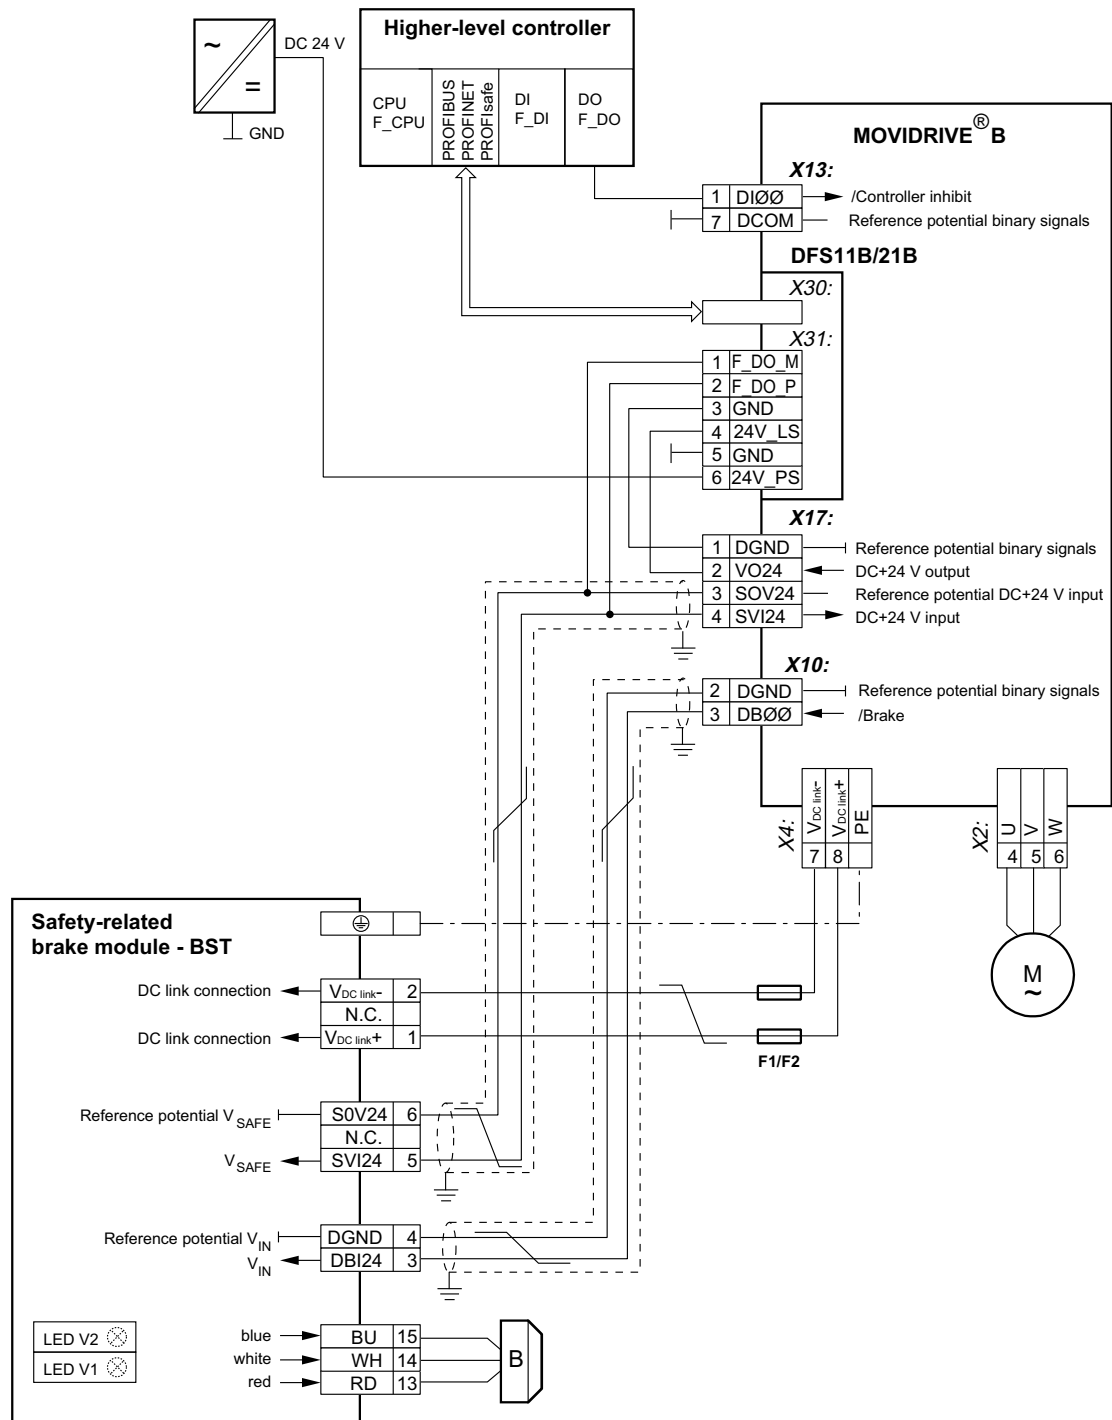 Higher-level controller
~
=
DC 24 V
GND
CPU
F_CPU
PROFIBUS
PROFINET
PROFIsafe
DI
F_DI
DO
F_DO
MOVIDRIVE® B
X13:
1 DIØØ /Controller inhibit
7 DCOM Reference potential binary signals
DFS11B/21B
X30:
X31:
1 F_DO_M
2 F_DO_P
3 GND
4 24V_LS
5 GND
6 24V_PS
X17:
1 DGND Reference potential binary signals
2 VO24 DC+24 V output
3 SOV24 Reference potential DC+24 V input
4 SVI24 DC+24 V input
X10:
2 DGND Reference potential binary signals
3 DBØØ /Brake
X4:
VDC link- 7
VDC link+ 8
PE
X2:
U 4
V 5
W 6
M
~
Safety-related
brake module - BST
DC link connection VDC link- 2
N.C.
DC link connection VDC link+ 1
F1/F2
Reference potential VSAFE S0V24 6
N.C.
VSAFE SVI24 5
Reference potential VIN DGND 4
VIN DBI24 3
LED V2
LED V1
blue BU 15
white WH 14
red RD 13
B